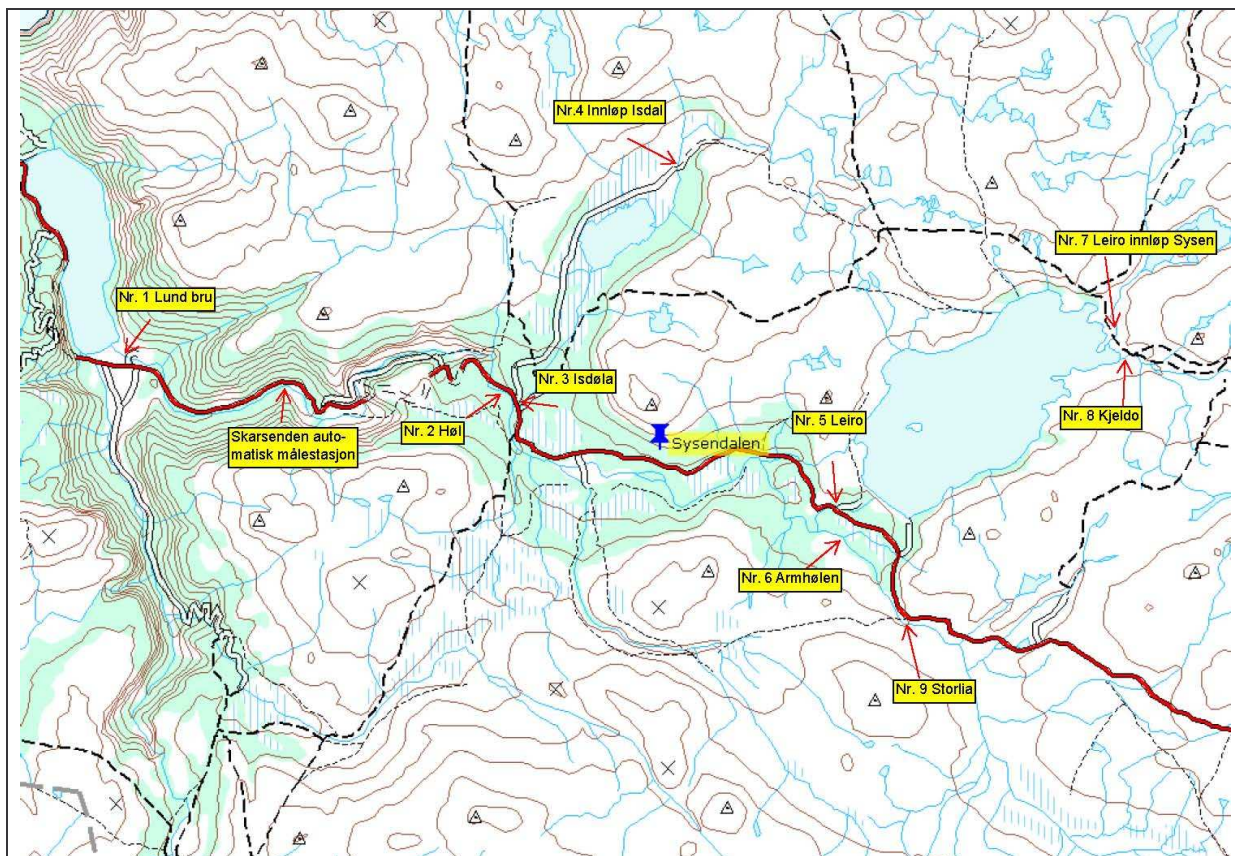 Nr.4 Innløp Isdal
Nr. 7 Leiro innløp Sysen
Nr. 1 Lund bru
Nr. 3 Isdøla
Nr. 8 Kjeldo
Nr. 5 Leiro
Nr. 2 Høl
Skarsenden auto-
matisk målestasjon
Sysendalen
Nr. 6 Armhølen
Nr. 9 Storlia